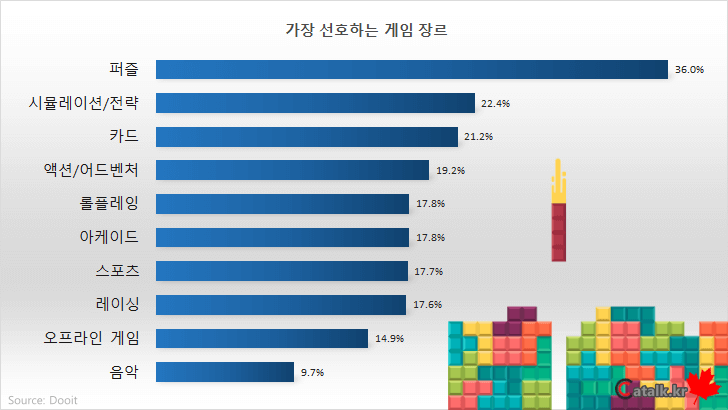 가장 선호하는 게임 장르
퍼즐 36.0%
시뮬레이션/전략 22.4%
카드 21.2%
액션/어드벤처 19.2%
롤플레잉 17.8%
아케이드 17.8%
스포츠 17.7%
레이싱 17.6%
오프라인 게임 14.9%
음악 9.7%
Source: Dooit
Catalk.kr